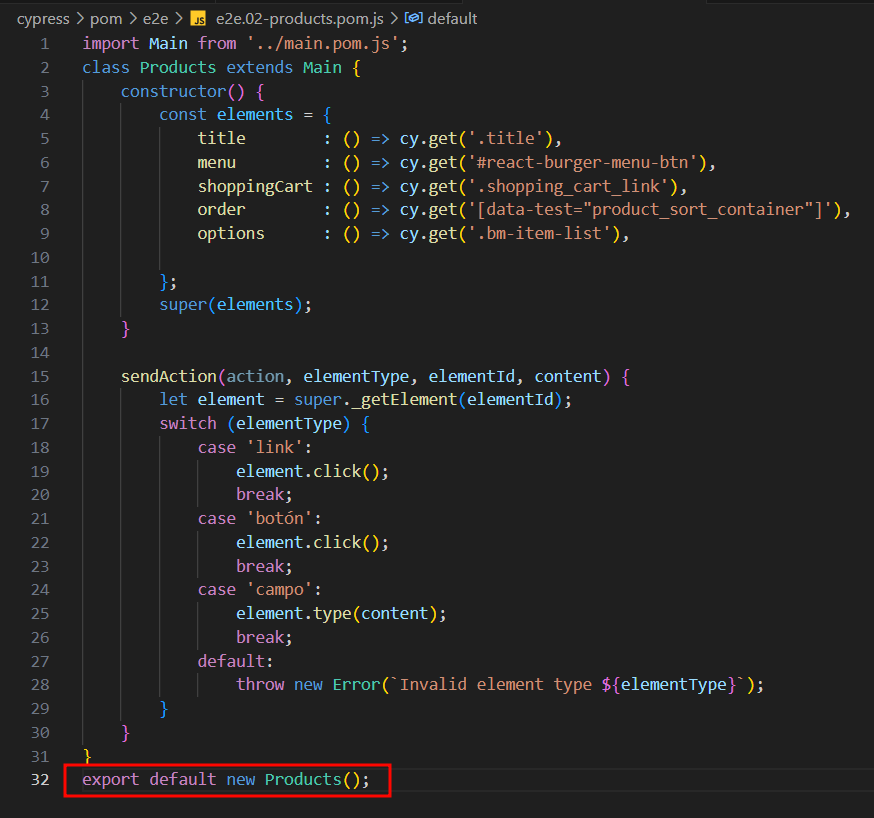 cypress > pom > e2e > JS e2e.02-products.pom.js > default
1 import Main from '../main.pom.js';
2 class Products extends Main {
3 constructor() {
4 const elements = {
5 title : () => cy.get('.title'),
6 menu : () => cy.get('#react-burger-menu-btn'),
7 shoppingCart : () => cy.get('.shopping_cart_link'),
8 order : () => cy.get('[data-test="product_sort_container"]'),
9 options : () => cy.get('.bm-item-list'),
10
11 };
12 super(elements);
13 }
14
15 sendAction(action, elementType, elementId, content) {
16 let element = super._getElement(elementId);
17 switch (elementType) {
18 case 'link':
19 element.click();
20 break;
21 case 'botón':
22 element.click();
23 break;
24 case 'campo':
25 element.type(content);
26 break;
27 default:
28 throw new Error(`Invalid element type ${elementType}`);
29 }
30 }
31 }
32 export default new Products();